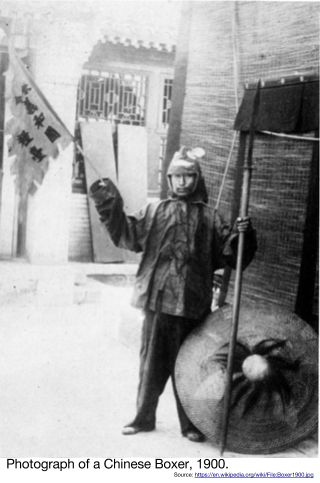 Photograph of a Chinese Boxer, 1900.
Source: https://en.wikipedia.org/wiki/File:Boxer1900.jpg